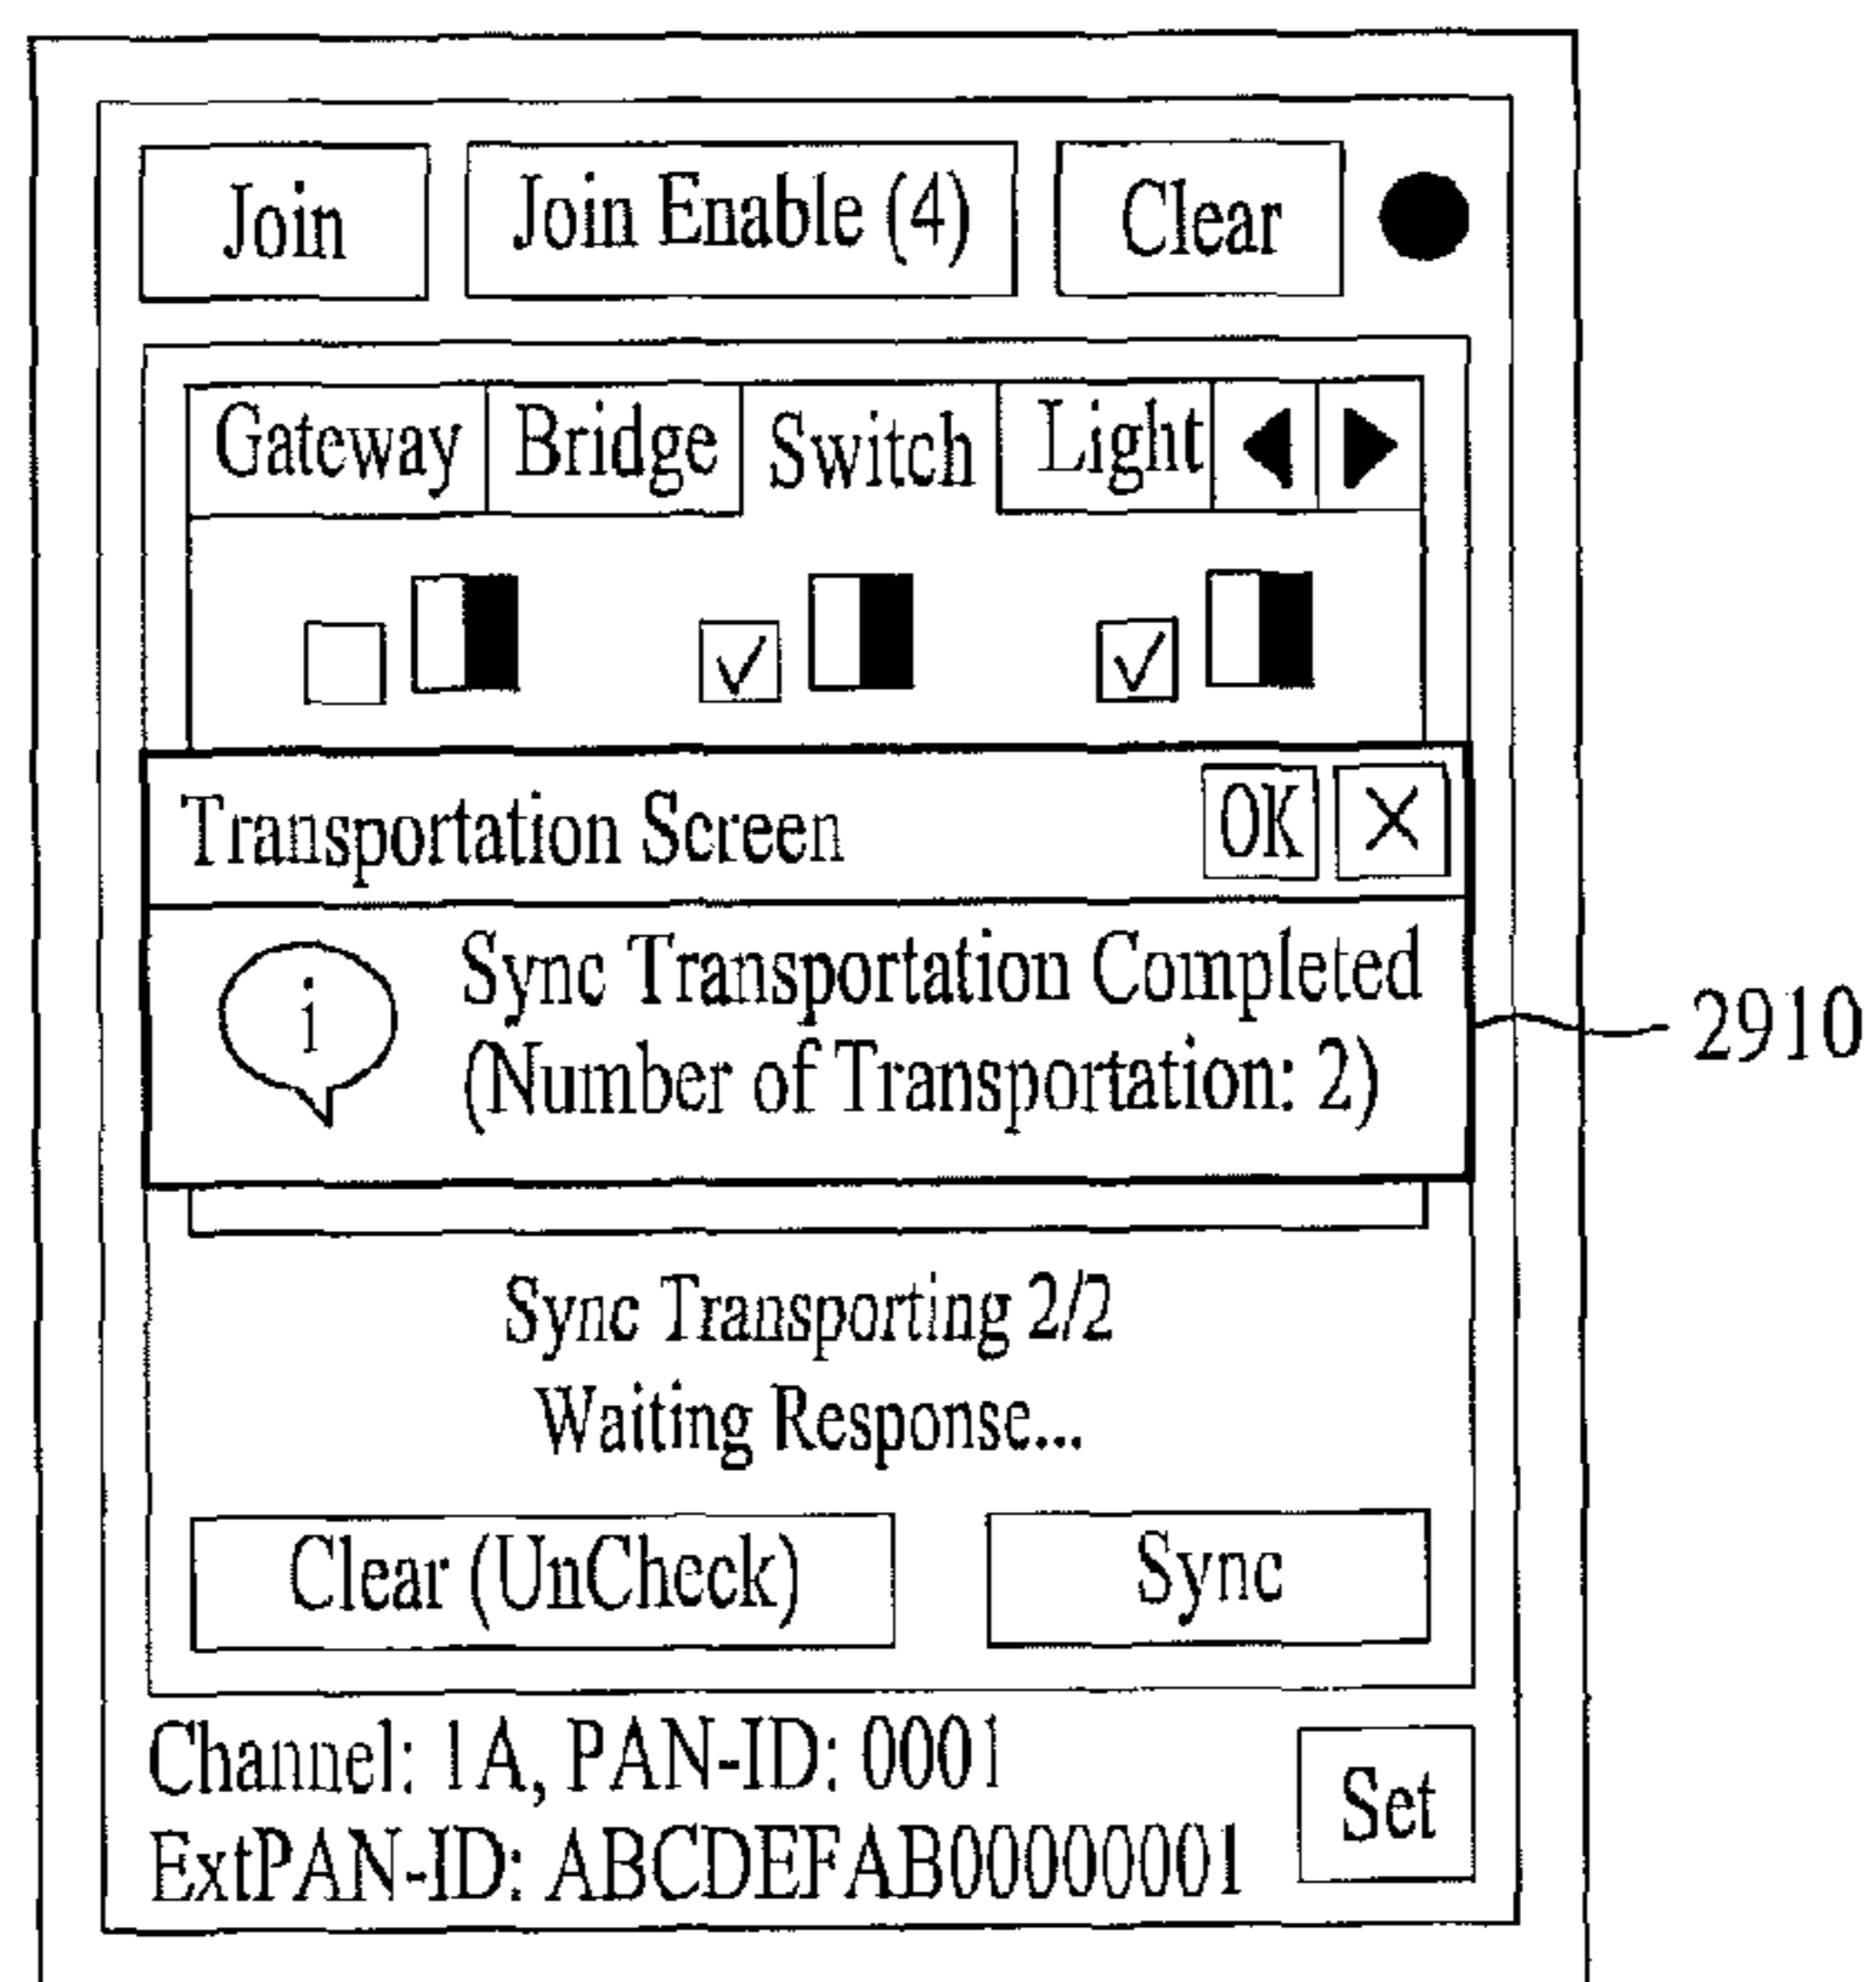 Join Join Enable (4) Clear
Gateway Bridge Switch Light
Transportation Screen OK X
i
Sync Transportation Completed
(Number of Transportation: 2)
2910
Sync Transporting 2/2
Waiting Response...
Clear (UnCheck) Sync
Channel: 1A, PAN-ID: 0001
ExtPAN-ID: ABCDEFAB00000001
Set